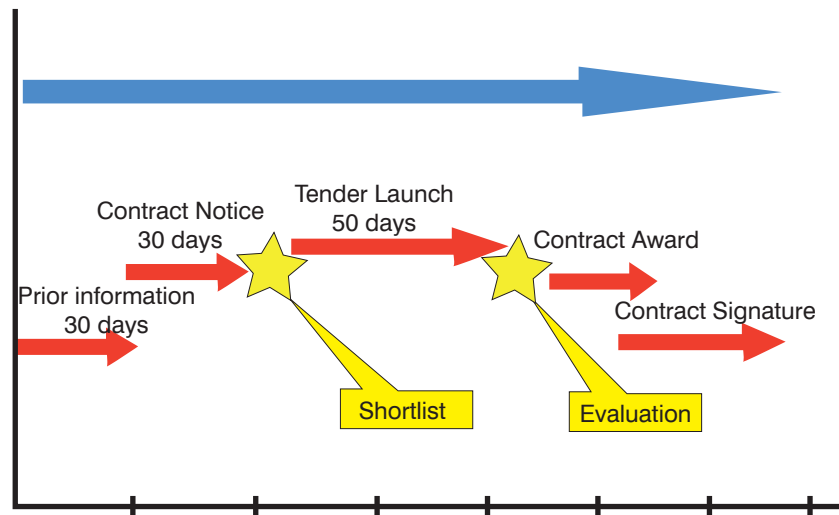 Prior information
30 days
Contract Notice
30 days
Tender Launch
50 days
Contract Award
Contract Signature
Shortlist
Evaluation